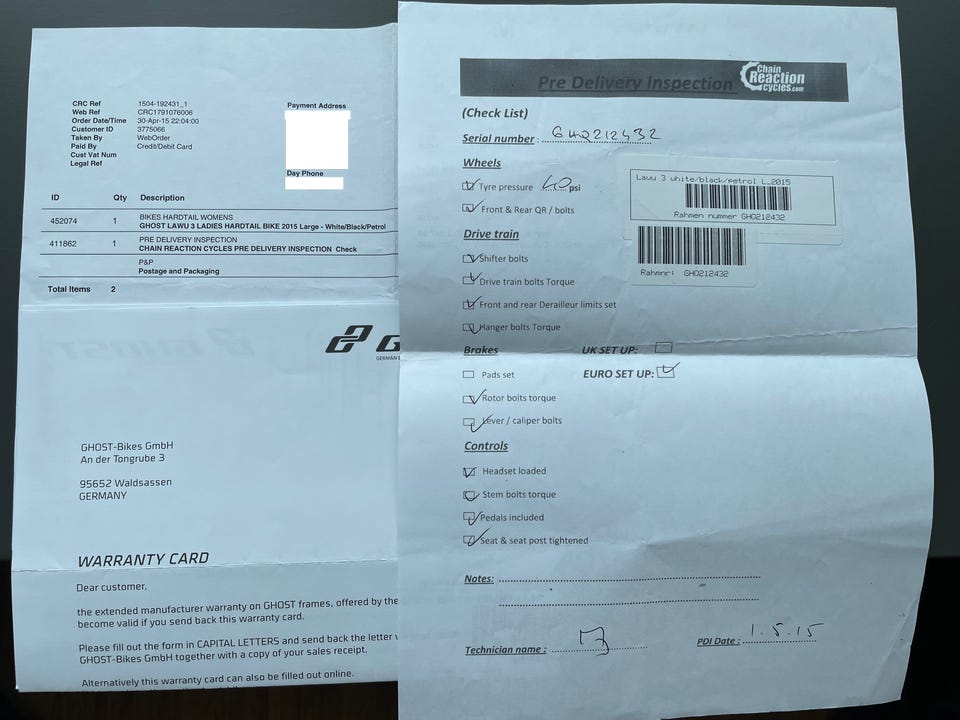 CRC Ref 1504-192431_1
Web Ref CRC1791076006
Order Date/Time 30-Apr-15 22:04:00
Customer ID 3775066
Taken By WebOrder
Paid By Credit/Debit Card
Cust Vat Num
Legal Ref
Payment Address
Day Phone
ID Qty Description
452074 1 BIKES HARDTAIL WOMENS
GHOST LAWU 3 LADIES HARDTAIL BIKE 2015 Large - White/Black/Petrol
411862 1 PRE DELIVERY INSPECTION
CHAIN REACTION CYCLES PRE DELIVERY INSPECTION Check
P&P
Postage and Packaging
Total Items 2
GERMAN
GHOST-Bikes GmbH
An der Tongrube 3
95652 Waldsassen
GERMANY
WARRANTY CARD
Dear customer,
the extended manufacturer warranty on GHOST frames, offered by the
become valid if you send back this warranty card.
Please fill out the form in CAPITAL LETTERS and send back the letter
GHOST-Bikes GmbH together with a copy of your sales receipt.
Alternatively this warranty card can also be filled out online.
Pre Delivery Inspection
Chain
Reaction
Cycles.com
(Check List)
Serial number : GH0212432
Wheels
Tyre pressure 40 psi
Front & Rear QR / bolts
Lawu 3 white/black/petrol L_2015
Rahmen nummer GH0212432
Rahmnr: GH0212432
Drive train
Shifter bolts
Drive train bolts Torque
Front and rear Derailleur limits set
Hanger bolts Torque
Brakes UK SET UP:
Pads set EURO SET UP:
Rotor bolts torque
Lever / caliper bolts
Controls
Headset loaded
Stem bolts torque
Pedals included
Seat & seat post tightened
Notes:
Technician name : PDI Date : 1.5.15